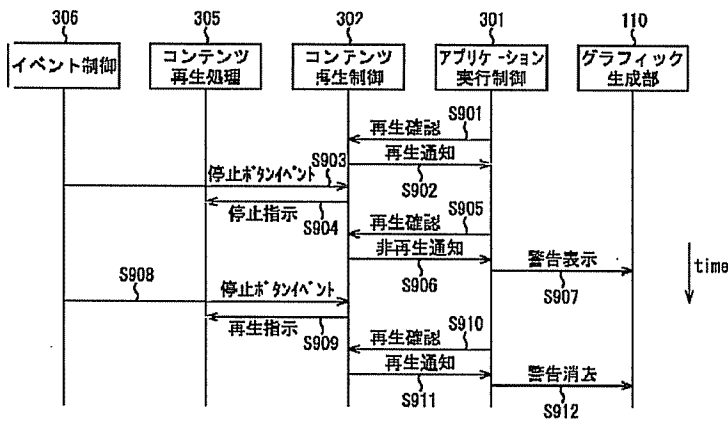 306
305
302
301
110
イベント制御
コンテンツ
再生処理
コンテンツ
再生制御
アプリケーション
実行制御
グラフィック
生成部
S901
再生確認
再生通知
S902
S903
停止ボタンイベント
停止指示
S904
S905
再生確認
非再生通知
S906
警告表示
S907
time
S908
停止ボタンイベント
再生指示
S909
S910
再生確認
再生通知
S911
警告消去
S912